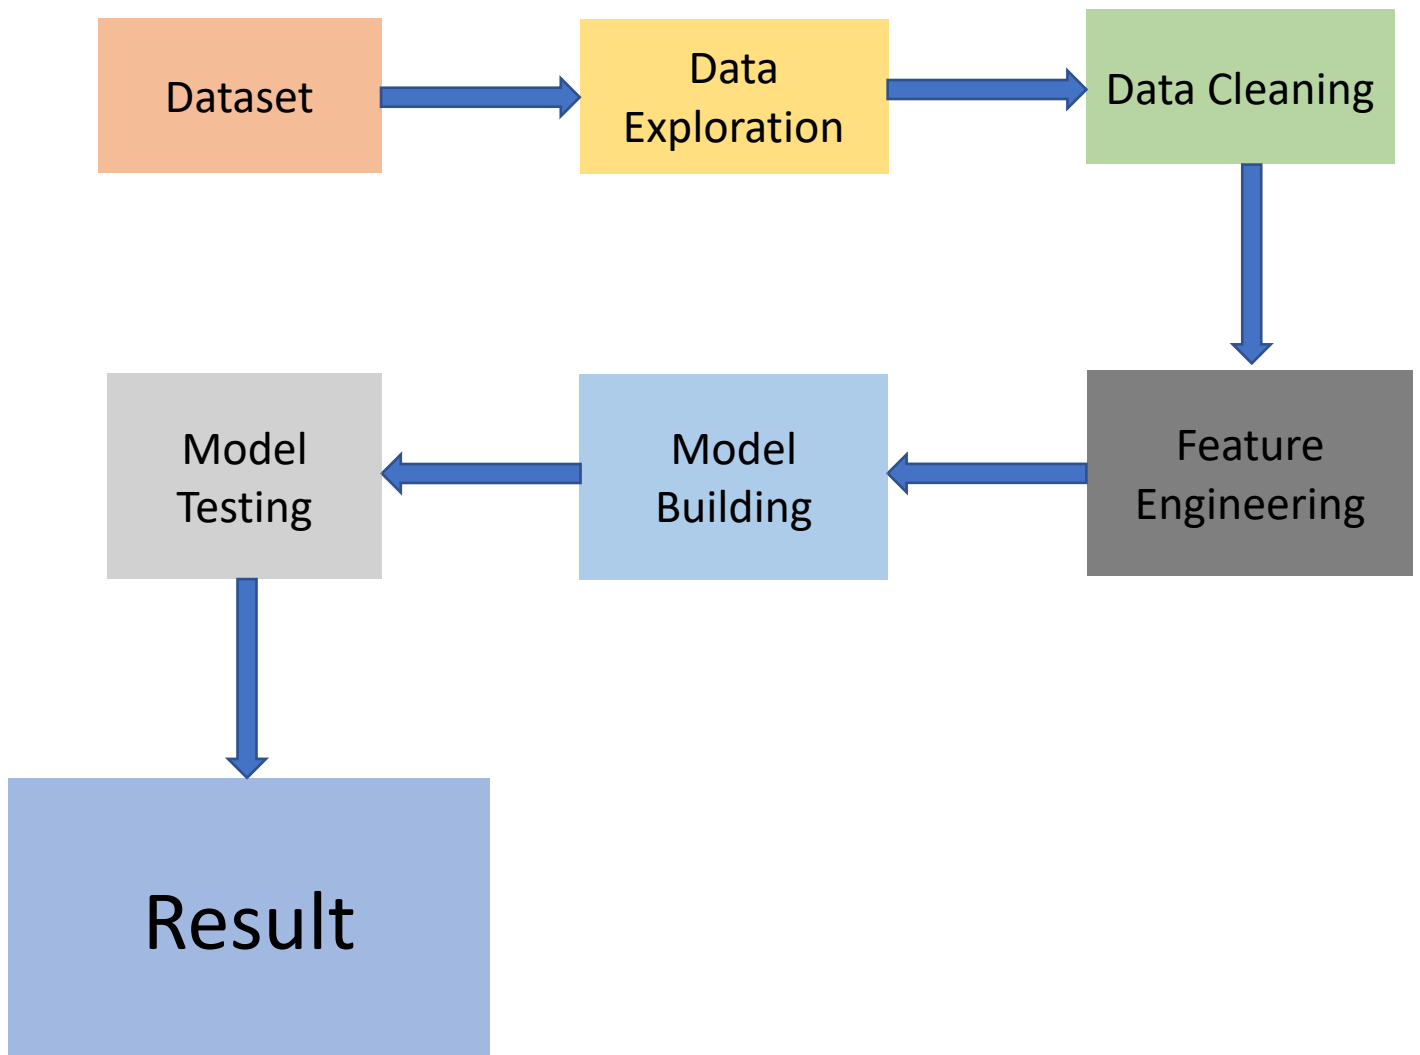 Dataset
Data
Exploration
Data Cleaning
Feature
Engineering
Model
Building
Model
Testing
Result